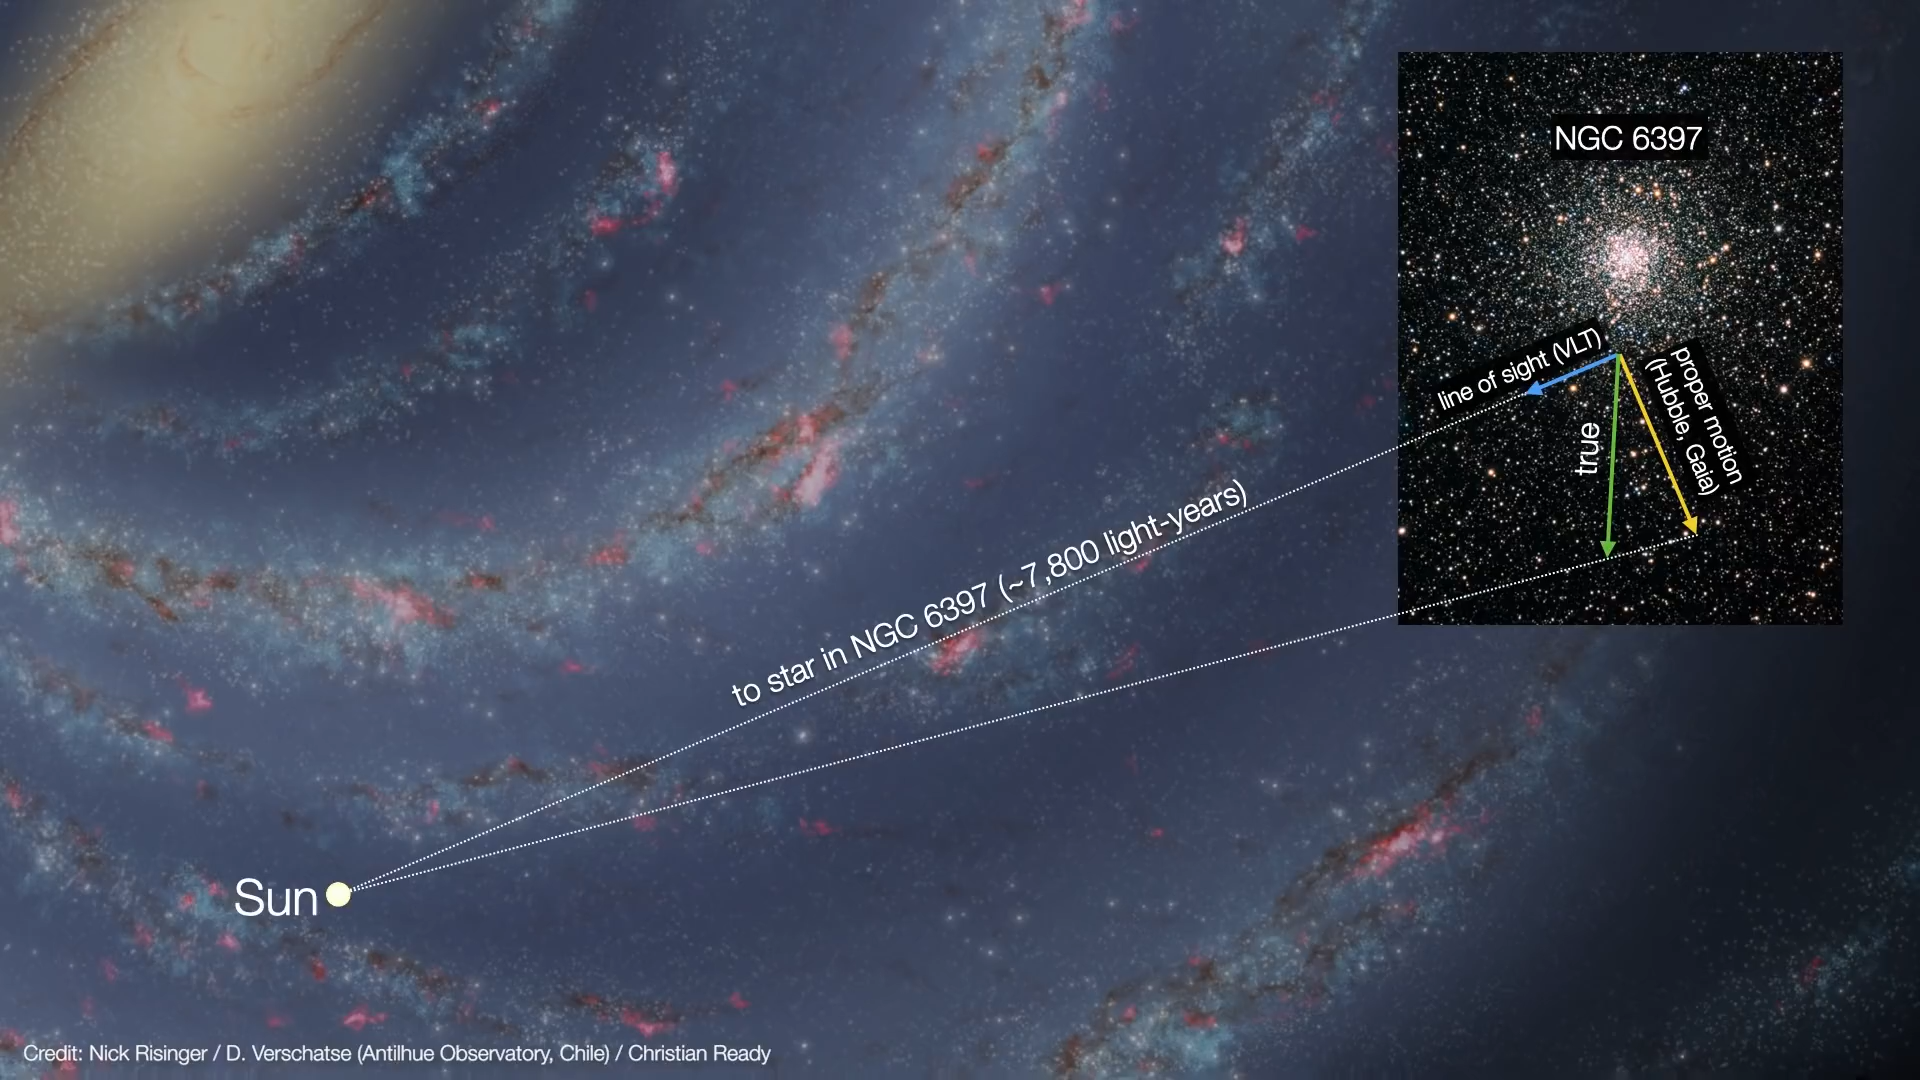 NGC 6397
line of sight (VLT)
proper motion
(Hubble, Gaia)
true
to star in NGC 6397 (~7,800 light-years)
Sun
Credit: Nick Risinger / D. Verschatse (Antilhue Observatory, Chile) / Christian Ready